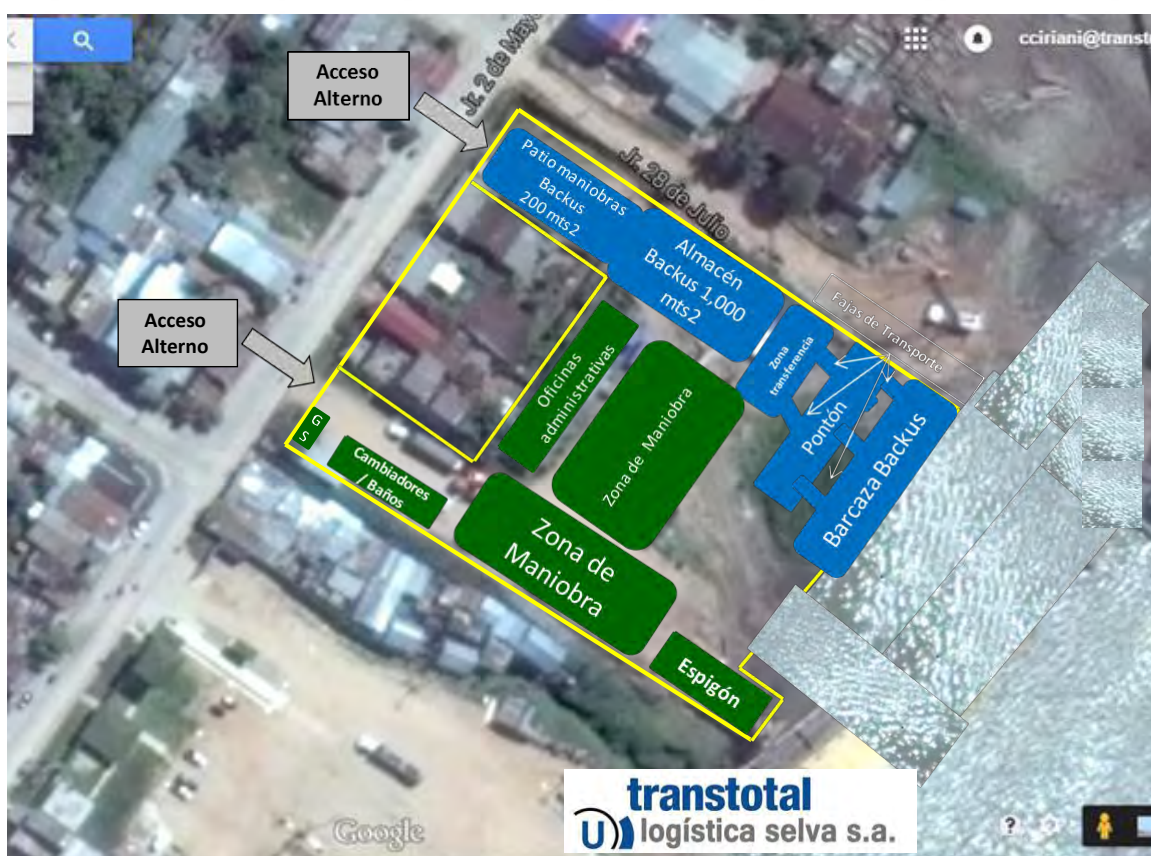 cciriani@transto
Acceso
Alterno
Jr. 2 de Mayo
Patio maniobras
Backus
200 mts2
Jr. 28 de Julio
Almacén
Backus 1,000
mts2
Fajas de Transporte
Acceso
Alterno
Zona
transferencia
Oficinas
administrativas
Zona de Maniobra
Pontón
Barcaza Backus
G
S
Cambiadores
/ Baños
Zona de
Maniobra
Espigón
transtotal
U
logística selva s.a.
Google
?